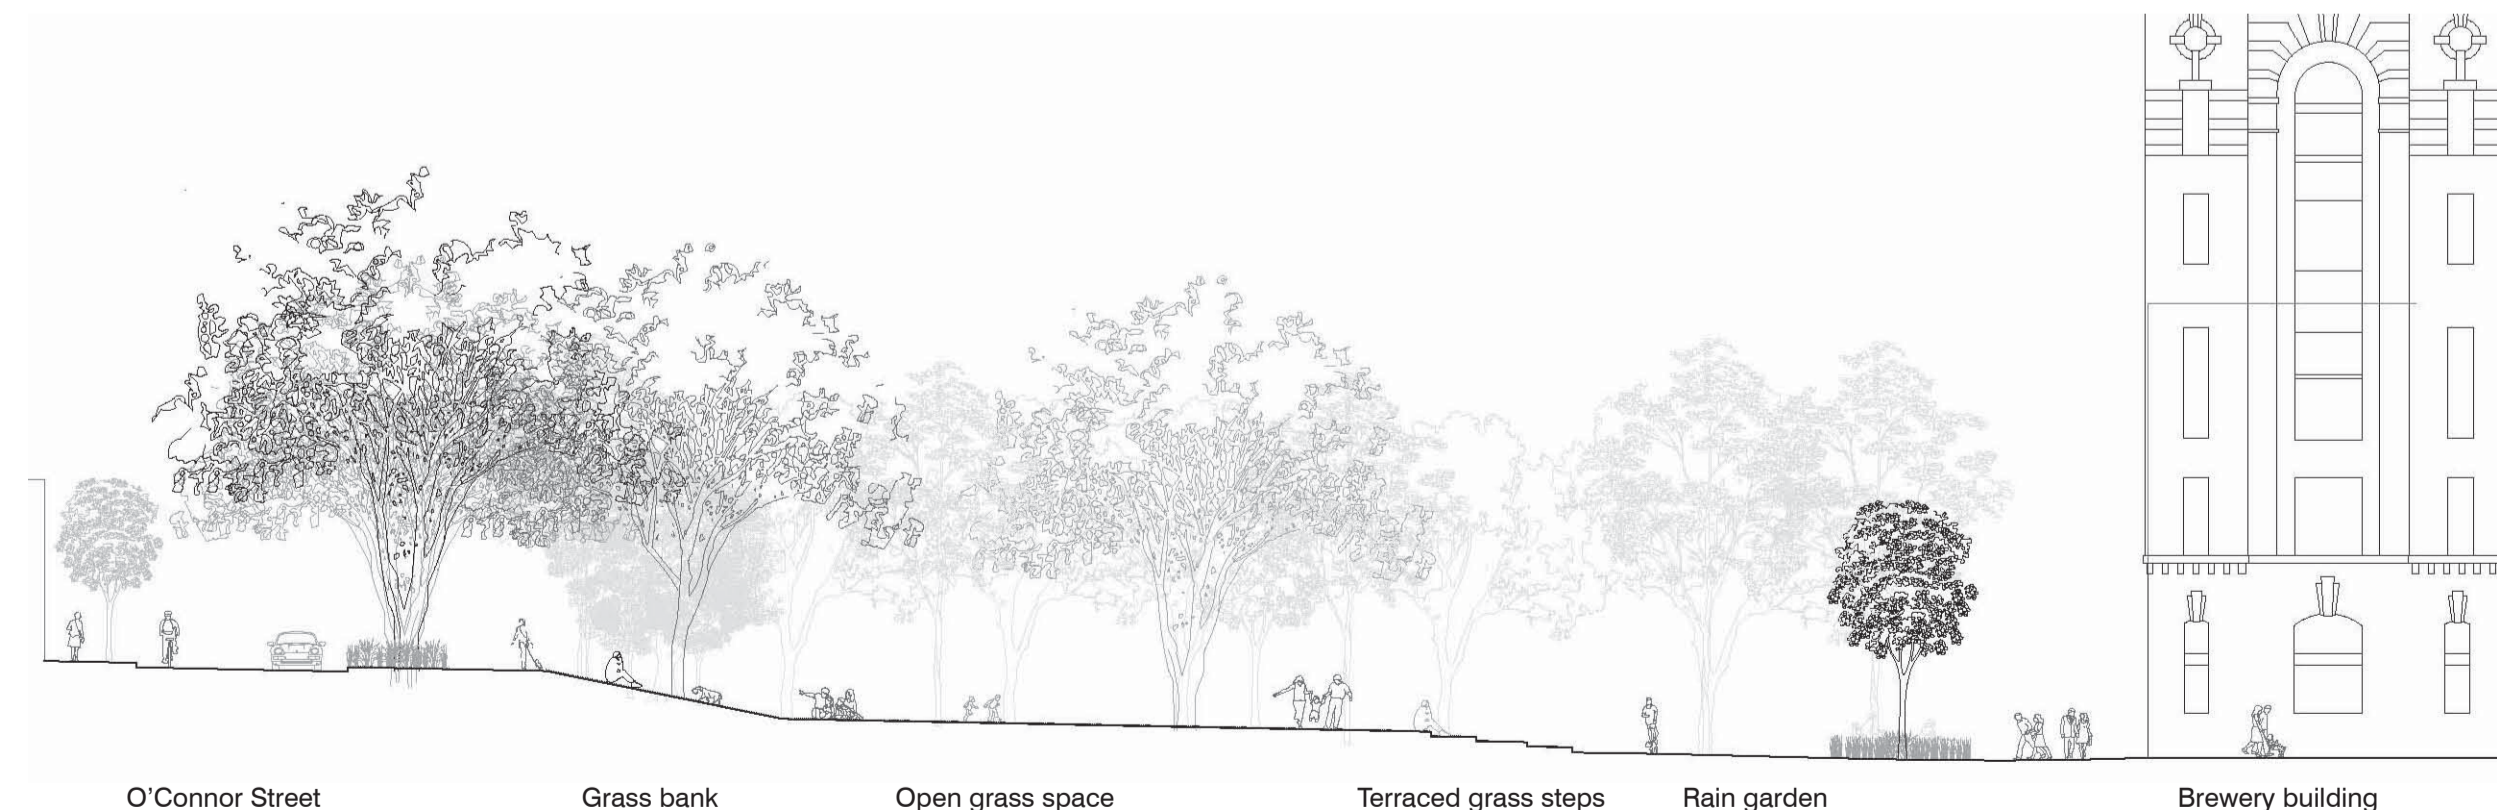 O'Connor Street
Grass bank
Open grass space
Terraced grass steps
Rain garden
Brewery building